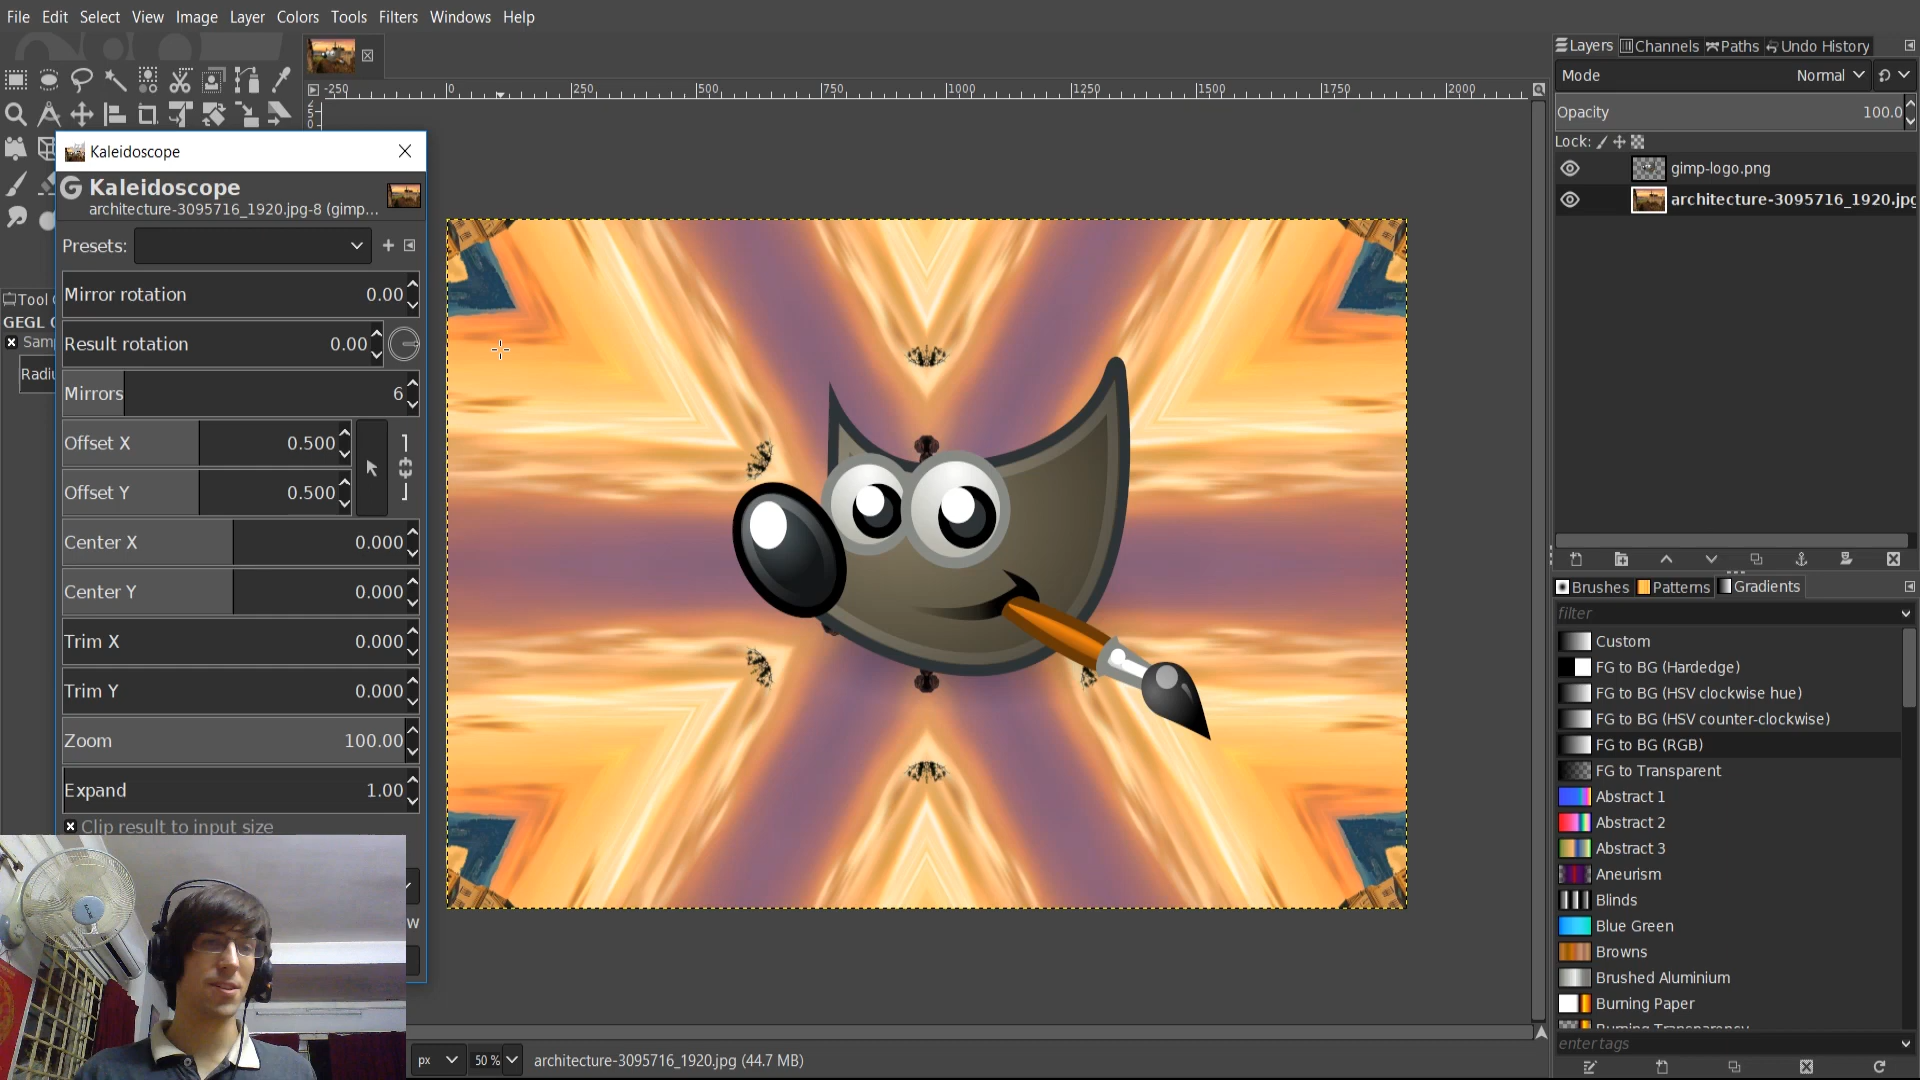 File Edit Select View Image Layer Colors Tools Filters Windows Help
-250 0 250 500 750 1000 1250 1500 1750 2000
Kaleidoscope
Kaleidoscope
architecture-3095716_1920.jpg-8 (gimp...
Presets:
Mirror rotation 0.00
Result rotation 0.00
Mirrors 6
Offset X 0.500
Offset Y 0.500
Center X 0.000
Center Y 0.000
Trim X 0.000
Trim Y 0.000
Zoom 100.00
Expand 1.00
Clip result to input size
Tool
GEGL
Sam
Radiu
px 50 % architecture-3095716_1920.jpg (44.7 MB)
Layers Channels Paths Undo History
Mode Normal
Opacity 100.0
Lock:
gimp-logo.png
architecture-3095716_1920.jpg
Brushes Patterns Gradients
filter
Custom
FG to BG (Hardedge)
FG to BG (HSV clockwise hue)
FG to BG (HSV counter-clockwise)
FG to BG (RGB)
FG to Transparent
Abstract 1
Abstract 2
Abstract 3
Aneurism
Blinds
Blue Green
Browns
Brushed Aluminium
Burning Paper
Burning Transparency
enter tags